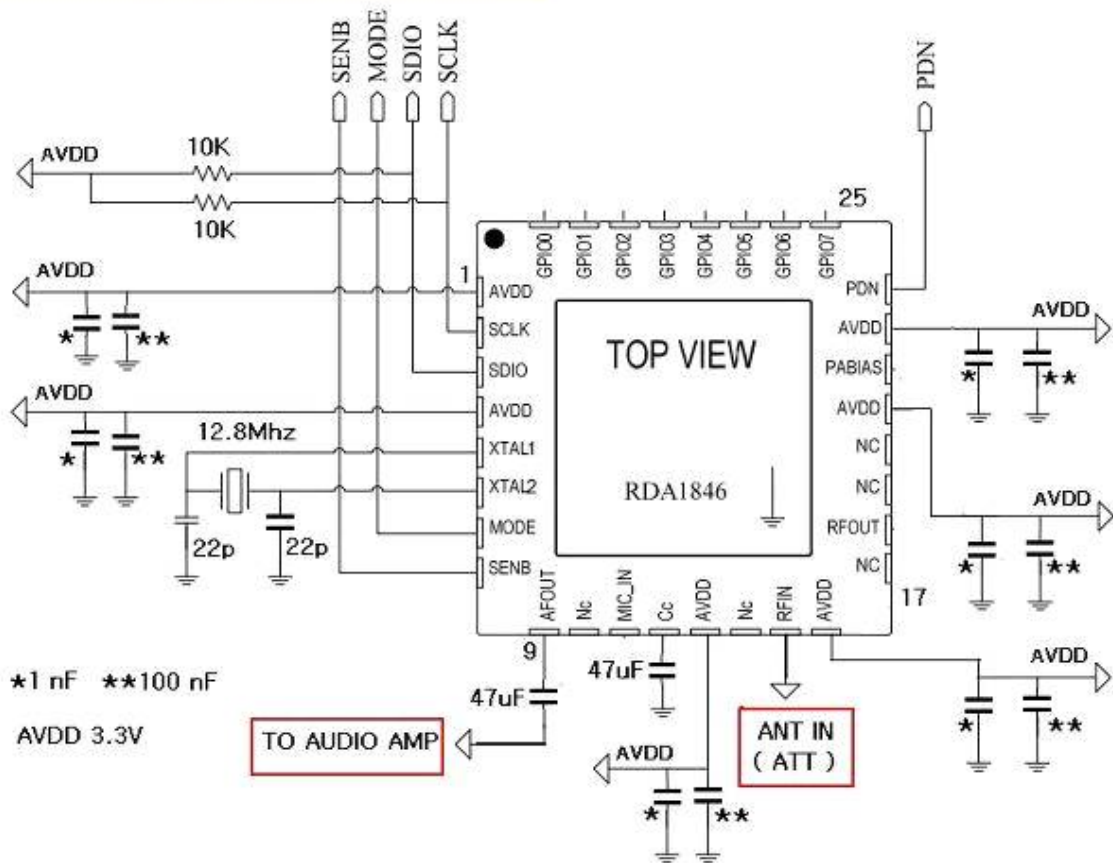 SENB
MODE
SDIO
SCLK
PDN
AVDD
10K
10K
25
GPIO0
GPIO1
GPIO2
GPIO3
GPIO4
GPIO5
GPIO6
GPIO7
AVDD
1
AVDD
SCLK
SDIO
AVDD
XTAL1
XTAL2
MODE
SENB
* **
AVDD
* **
12.8Mhz
22p
22p
TOP VIEW
RDA1846
PDN
AVDD
PABIAS
AVDD
NC
NC
RFOUT
NC
AVDD
* **
AVDD
* **
17
AFOUT
Nc
MIC_IN
Cc
AVDD
Nc
RFIN
AVDD
9
47uF
47uF
AVDD
* **
*1 nF **100 nF
AVDD 3.3V
TO AUDIO AMP
ANT IN
( ATT )
AVDD
* **